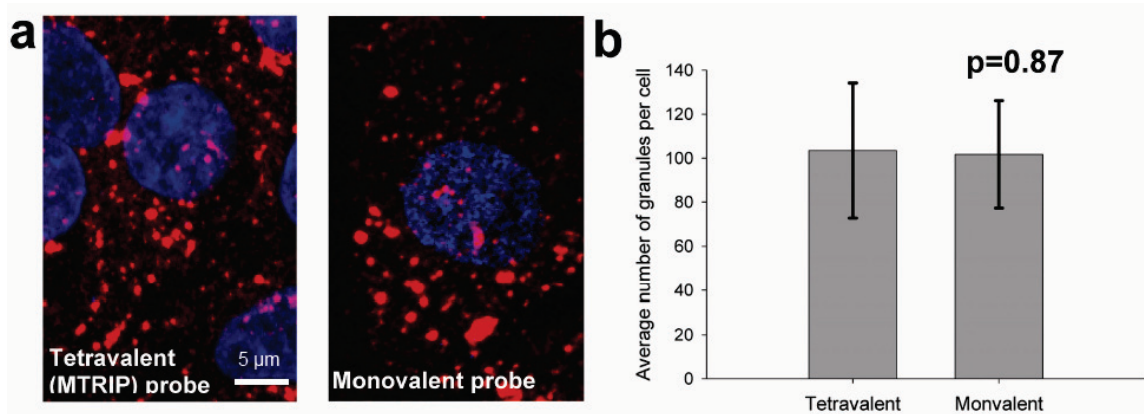 a
Tetravalent
(MTRIP) probe
5 µm
Monovalent probe
b
p=0.87
Average number of granules per cell
140
120
100
80
60
40
20
0
Tetravalent
Monvalent